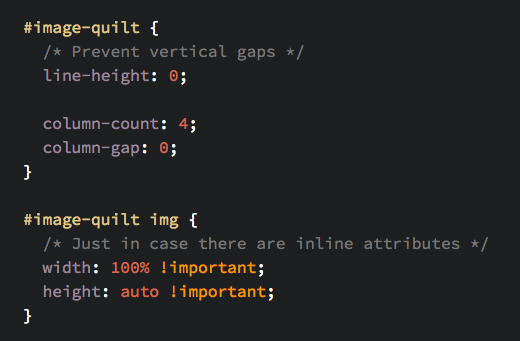 #image-quilt {
  /* Prevent vertical gaps */
  line-height: 0;

  column-count: 4;
  column-gap: 0;
}

#image-quilt img {
  /* Just in case there are inline attributes */
  width: 100% !important;
  height: auto !important;
}